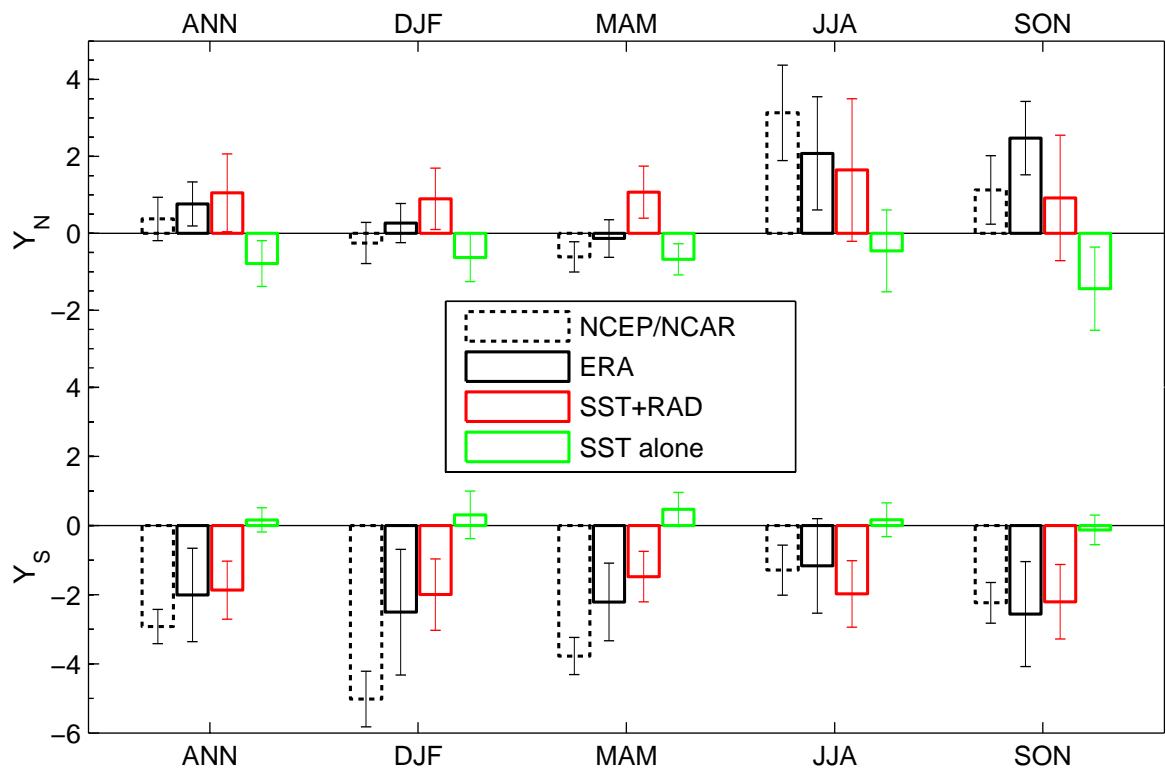 ANN DJF MAM JJA SON
4
2
0
−2
Y_N
NCEP/NCAR
ERA
SST+RAD
SST alone
4
2
0
−2
−4
−6
Y_S
ANN DJF MAM JJA SON